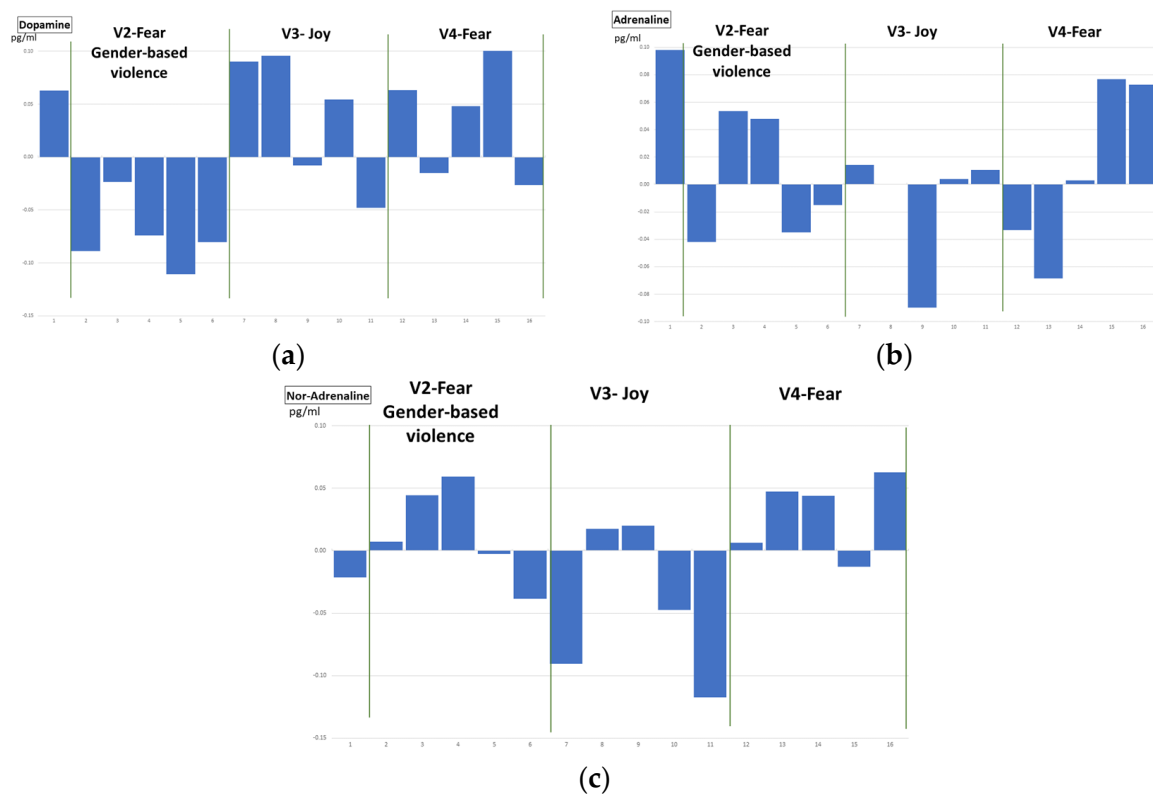 Dopamine
pg/ml
V2-Fear
Gender-based
violence
V3- Joy
V4-Fear
0.10
0.05
0.00
-0.05
-0.10
-0.15
1 2 3 4 5 6 7 8 9 10 11 12 13 14 15 16
(a)
Adrenaline
pg/ml
V2-Fear
Gender-based
violence
V3- Joy
V4-Fear
0.10
0.08
0.06
0.04
0.02
0.00
-0.02
-0.04
-0.06
-0.08
-0.10
1 2 3 4 5 6 7 8 9 10 11 12 13 14 15 16
(b)
Nor-Adrenaline
pg/ml
V2-Fear
Gender-based
violence
V3- Joy
V4-Fear
0.10
0.05
0.00
-0.05
-0.10
-0.15
1 2 3 4 5 6 7 8 9 10 11 12 13 14 15 16
(c)